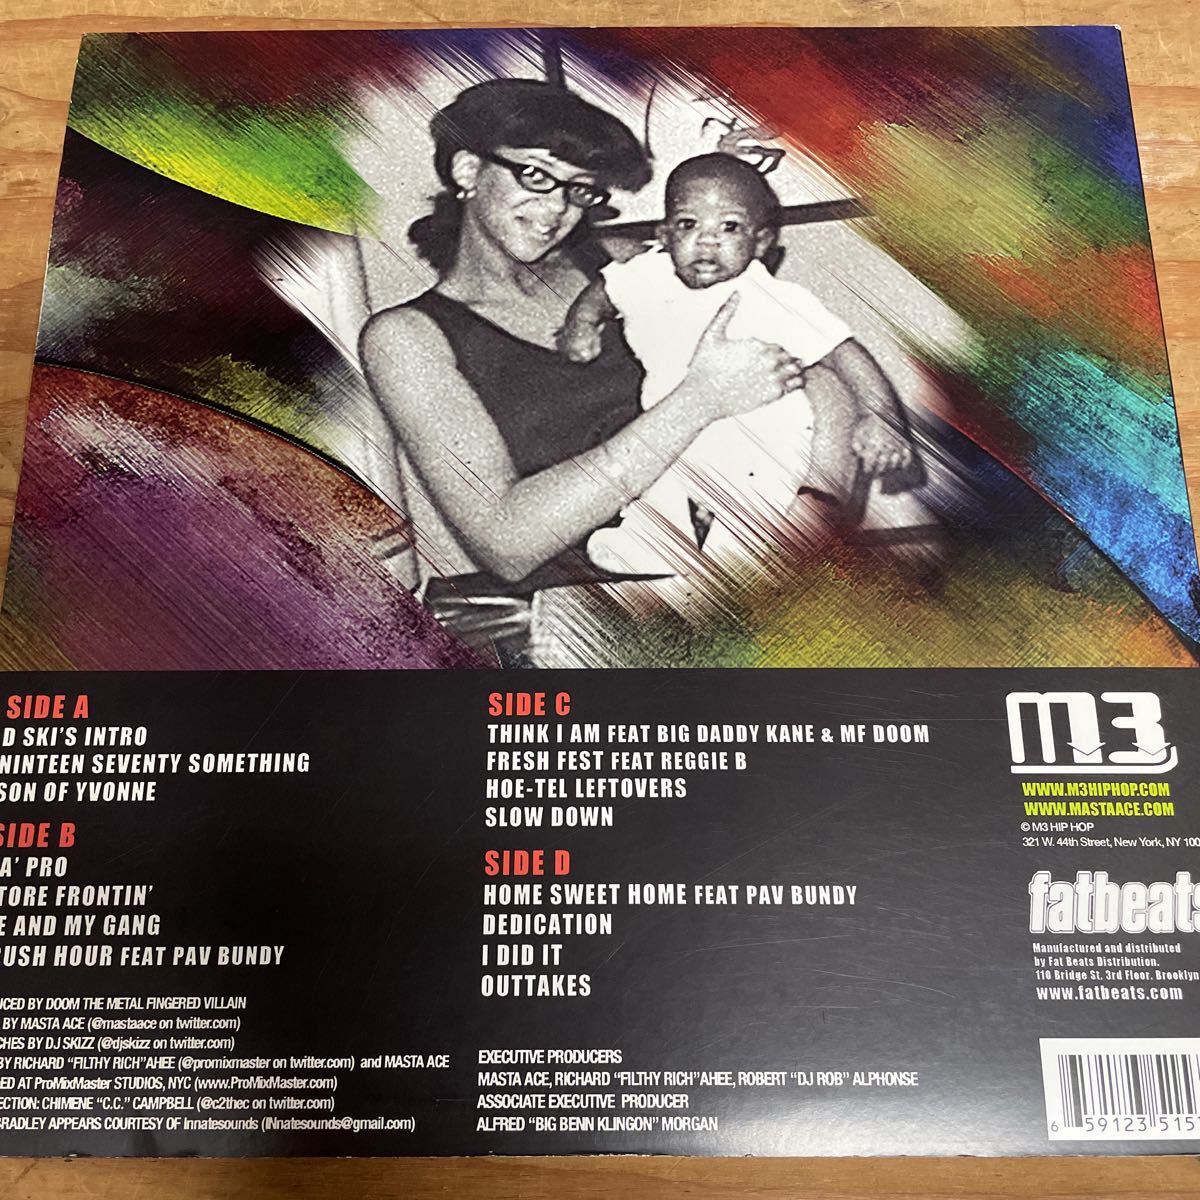 SIDE A
D SKI'S INTRO
NINTEEN SEVENTY SOMETHING
SON OF YVONNE
SIDE B
A' PRO
TORE FRONTIN'
E AND MY GANG
RUSH HOUR FEAT PAV BUNDY
UCED BY DOOM THE METAL FINGERED VILLAIN
BY MASTA ACE (@mastaace on twitter.com)
CHES BY DJ SKIZZ (@djskizz on twitter.com)
BY RICHARD "FILTHY RICH"AHEE (@promixmaster on twitter.com) and MASTA ACE
ED AT ProMixMaster STUDIOS, NYC (www.ProMixMaster.com)
ECTION: CHIMENE "C.C." CAMPBELL (@c2thec on twitter.com)
BRADLEY APPEARS COURTESY OF Innatesounds (INnatesounds@gmail.com)
SIDE C
THINK I AM FEAT BIG DADDY KANE & MF DOOM
FRESH FEST FEAT REGGIE B
HOE-TEL LEFTOVERS
SLOW DOWN
SIDE D
HOME SWEET HOME FEAT PAV BUNDY
DEDICATION
I DID IT
OUTTAKES
EXECUTIVE PRODUCERS
MASTA ACE, RICHARD "FILTHY RICH"AHEE, ROBERT "DJ ROB" ALPHONSE
ASSOCIATE EXECUTIVE PRODUCER
ALFRED "BIG BENN KLINGON" MORGAN
M3
WWW.M3HIPHOP.COM
WWW.MASTAACE.COM
© M3 HIP HOP
321 W. 44th Street, New York, NY 100
fatbeats
Manufactured and distributed
by Fat Beats Distribution.
110 Bridge St. 3rd Floor. Brooklyn
www.fatbeats.com
6 59123 5157